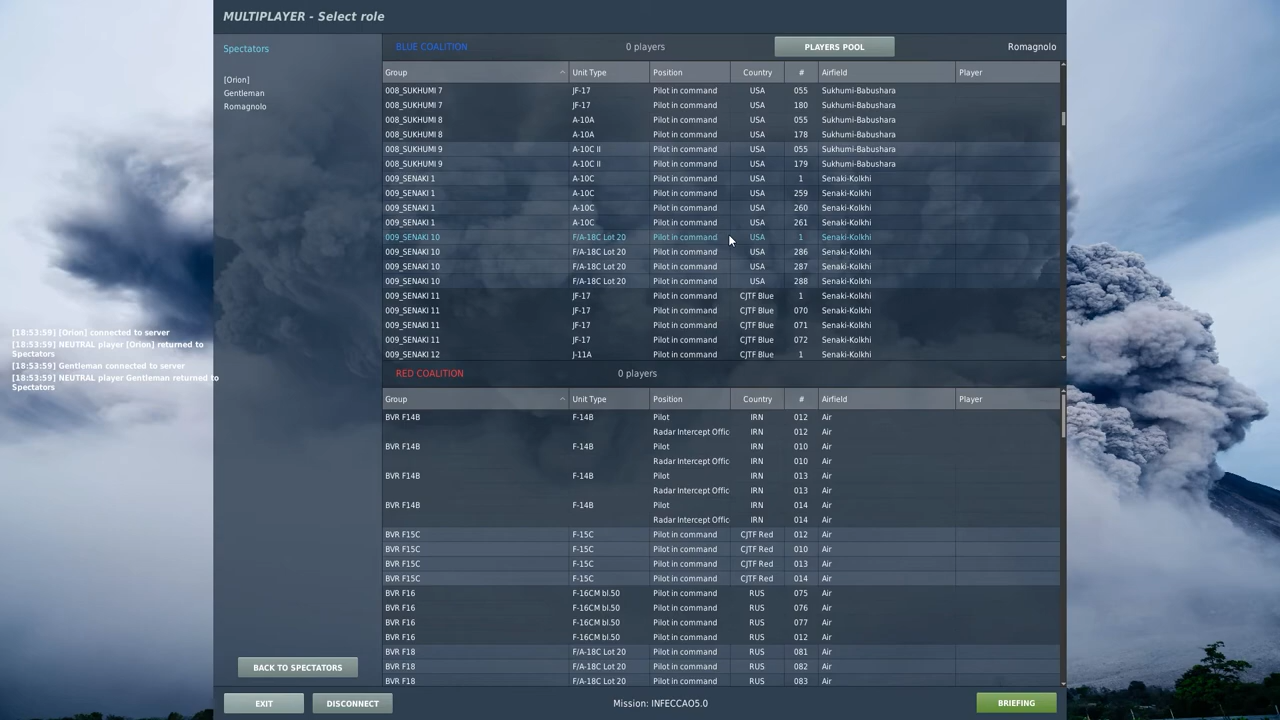 MULTIPLAYER - Select role
Spectators
[Orion]
Gentleman
Romagnolo
[18:53:59] [Orion] connected to server
[18:53:59] NEUTRAL player [Orion] returned to
Spectators
[18:53:59] Gentleman connected to server
[18:53:59] NEUTRAL player Gentleman returned to
Spectators
BLUE COALITION 0 players PLAYERS POOL Romagnolo
Group Unit Type Position Country # Airfield Player
008_SUKHUMI 7 JF-17 Pilot in command USA 055 Sukhumi-Babushara
008_SUKHUMI 7 JF-17 Pilot in command USA 180 Sukhumi-Babushara
008_SUKHUMI 8 A-10A Pilot in command USA 055 Sukhumi-Babushara
008_SUKHUMI 8 A-10A Pilot in command USA 178 Sukhumi-Babushara
008_SUKHUMI 9 A-10C II Pilot in command USA 055 Sukhumi-Babushara
008_SUKHUMI 9 A-10C II Pilot in command USA 179 Sukhumi-Babushara
009_SENAKI 1 A-10C Pilot in command USA 1 Senaki-Kolkhi
009_SENAKI 1 A-10C Pilot in command USA 259 Senaki-Kolkhi
009_SENAKI 1 A-10C Pilot in command USA 260 Senaki-Kolkhi
009_SENAKI 1 A-10C Pilot in command USA 261 Senaki-Kolkhi
009_SENAKI 10 F/A-18C Lot 20 Pilot in command USA 1 Senaki-Kolkhi
009_SENAKI 10 F/A-18C Lot 20 Pilot in command USA 286 Senaki-Kolkhi
009_SENAKI 10 F/A-18C Lot 20 Pilot in command USA 287 Senaki-Kolkhi
009_SENAKI 10 F/A-18C Lot 20 Pilot in command USA 288 Senaki-Kolkhi
009_SENAKI 11 JF-17 Pilot in command CJTF Blue 1 Senaki-Kolkhi
009_SENAKI 11 JF-17 Pilot in command CJTF Blue 070 Senaki-Kolkhi
009_SENAKI 11 JF-17 Pilot in command CJTF Blue 071 Senaki-Kolkhi
009_SENAKI 11 JF-17 Pilot in command CJTF Blue 072 Senaki-Kolkhi
009_SENAKI 12 J-11A Pilot in command CJTF Blue 1 Senaki-Kolkhi
RED COALITION 0 players
Group Unit Type Position Country # Airfield Player
BVR F14B F-14B Pilot IRN 012 Air
Radar Intercept Offic IRN 012 Air
BVR F14B F-14B Pilot IRN 010 Air
Radar Intercept Offic IRN 010 Air
BVR F14B F-14B Pilot IRN 013 Air
Radar Intercept Offic IRN 013 Air
BVR F14B F-14B Pilot IRN 014 Air
Radar Intercept Offic IRN 014 Air
BVR F15C F-15C Pilot in command CJTF Red 012 Air
BVR F15C F-15C Pilot in command CJTF Red 010 Air
BVR F15C F-15C Pilot in command CJTF Red 013 Air
BVR F15C F-15C Pilot in command CJTF Red 014 Air
BVR F16 F-16CM bl.50 Pilot in command RUS 075 Air
BVR F16 F-16CM bl.50 Pilot in command RUS 076 Air
BVR F16 F-16CM bl.50 Pilot in command RUS 077 Air
BVR F16 F-16CM bl.50 Pilot in command RUS 012 Air
BVR F18 F/A-18C Lot 20 Pilot in command RUS 081 Air
BVR F18 F/A-18C Lot 20 Pilot in command RUS 082 Air
BVR F18 F/A-18C Lot 20 Pilot in command RUS 083 Air
BACK TO SPECTATORS
EXIT DISCONNECT Mission: INFECCAO5.0 BRIEFING